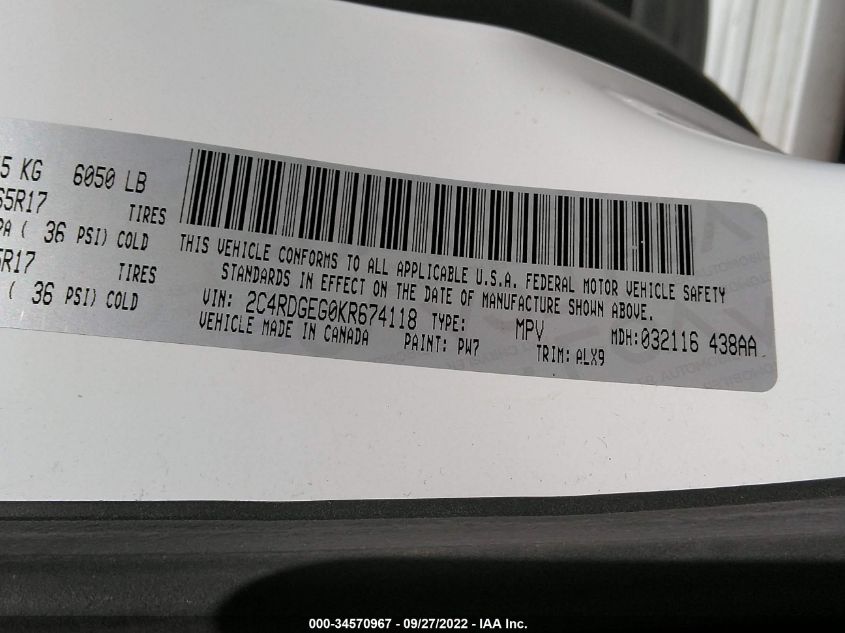 5 KG 6050 LB
65R17 TIRES
PA ( 36 PSI) COLD
5R17 TIRES
( 36 PSI) COLD
THIS VEHICLE CONFORMS TO ALL APPLICABLE U.S.A. FEDERAL MOTOR VEHICLE SAFETY
STANDARDS IN EFFECT ON THE DATE OF MANUFACTURE SHOWN ABOVE.
VIN: 2C4RDGEG0KR674118 TYPE: MPV MDH: 032116 438AA
VEHICLE MADE IN CANADA PAINT: PW7 TRIM: ALX9
000-34570967 - 09/27/2022 - IAA Inc.